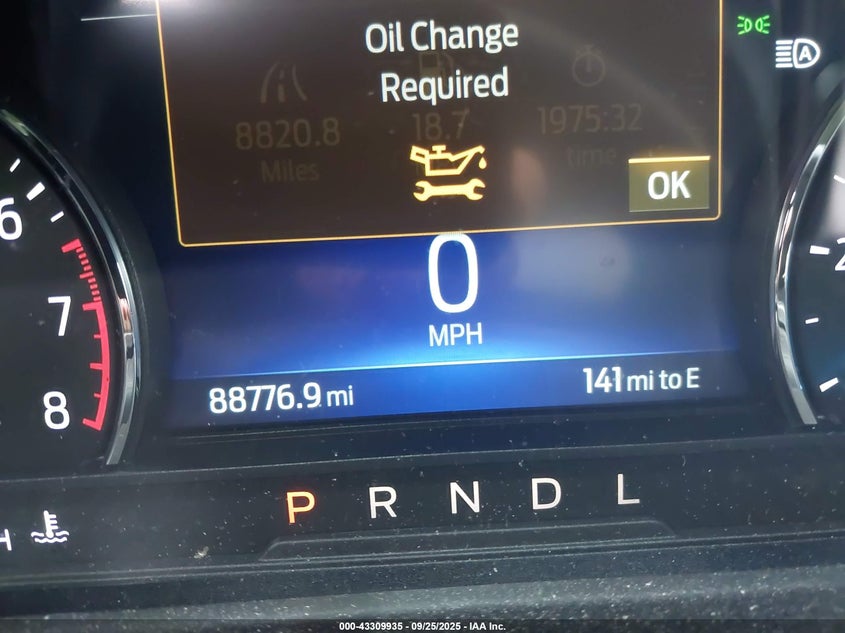 Oil Change
Required
8820.8
18.7
1975:32
Miles
time
OK
6
0
MPH
7
2
88776.9 mi
141 mi to E
8
P R N D L
H
000-43309935 - 09/25/2025 - IAA Inc.